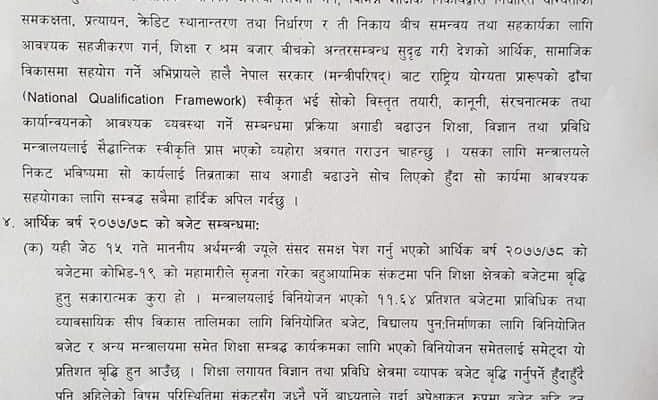 समकक्षता, प्रत्यायन, क्रेडिट स्थानान्तरण तथा निर्धारण र ती निकाय बीच समन्वय तथा सहकार्यका लागि
आवश्यक सहजीकरण गर्न, शिक्षा र श्रम बजार बीचको अन्तरसम्बन्ध सुदृढ गरी देशको आर्थिक, सामाजिक
विकासमा सहयोग गर्ने अभिप्रायले हालै नेपाल सरकार (मन्त्रीपरिषद्) बाट राष्ट्रिय योग्यता प्रारूपको ढाँचा
(National Qualification Framework) स्वीकृत भई सोको विस्तृत तयारी, कानूनी, संरचनात्मक तथा
कार्यान्वयनको आवश्यक व्यवस्था गर्ने सम्बन्धमा प्रक्रिया अगाडी बढाउन शिक्षा, विज्ञान तथा प्रविधि
मन्त्रालयलाई सैद्धान्तिक स्वीकृति प्राप्त भएको व्यहोरा अवगत गराउन चाहन्छु । यसका लागि मन्त्रालयले
निकट भविष्यमा सो कार्यलाई तिब्रताका साथ अगाडी बढाउने सोच लिएको हुँदा सो कार्यमा आवश्यक
सहयोगका लागि सम्बद्ध सबैमा हार्दिक अपिल गर्दछु ।
४. आर्थिक बर्ष २०७७/७८ को बजेट सम्बन्धमा:
(क) यही जेठ १५ गते माननीय अर्थमन्त्री ज्यूले संसद समक्ष पेश गर्नु भएको आर्थिक बर्ष २०७७/७८ को
बजेटमा कोभिड-१९ को महामारीले सृजना गरेका बहुआयामिक संकटमा पनि शिक्षा क्षेत्रको बजेटमा बृद्धि
हुनु सकारात्मक कुरा हो । मन्त्रालयलाई विनियोजन भएको ११.६४ प्रतिशत बजेटमा प्राविधिक तथा
व्यावसायिक सीप विकास तालिमका लागि विनियोजित बजेट, विद्यालय पुन:निर्माणका लागि विनियोजित
बजेट र अन्य मन्त्रालयमा समेत शिक्षा सम्बद्ध कार्यक्रमका लागि भएको विनियोजन समेतलाई समेट्दा यो
प्रतिशत बृद्धि हुन आउँछ । शिक्षा लगायत विज्ञान तथा प्रविधि क्षेत्रमा व्यापक बजेट बृद्धि गर्नुपर्ने हुँदाहुँदै
पनि अहिलेको विषम परिस्थितिमा संकटसँग जुध्नै पर्ने बाध्यताले गर्दा अपेक्षाकृत रुपमा बजेट बृद्धि हुन